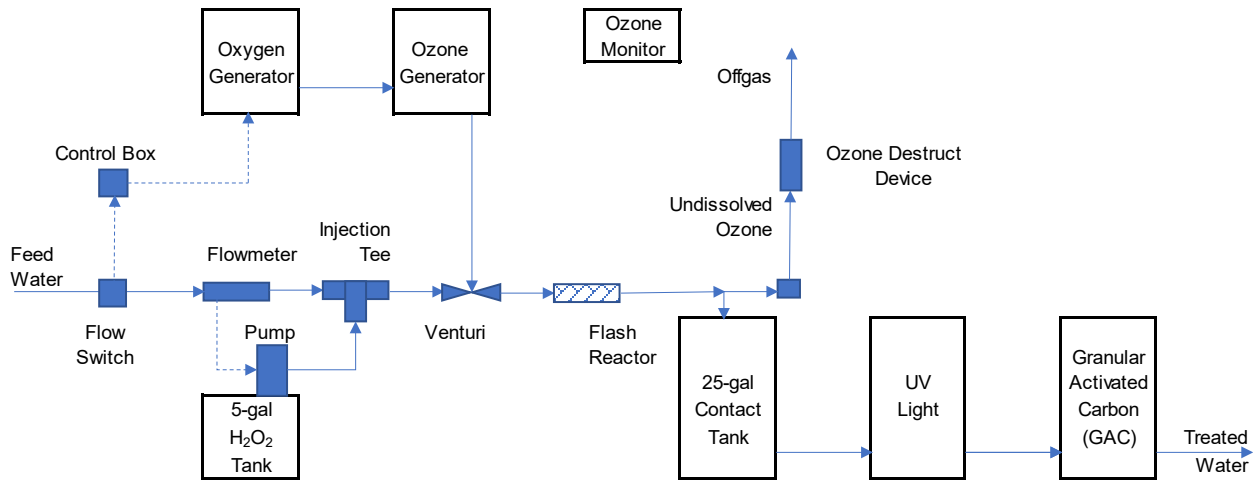 Oxygen
Generator
Ozone
Generator
Ozone
Monitor
Offgas
Control Box
Ozone Destruct
Device
Undissolved
Ozone
Injection
Tee
Feed
Water
Flowmeter
Flow
Switch
Pump
Venturi
Flash
Reactor
5-gal
H₂O₂
Tank
25-gal
Contact
Tank
UV
Light
Granular
Activated
Carbon
(GAC)
Treated
Water